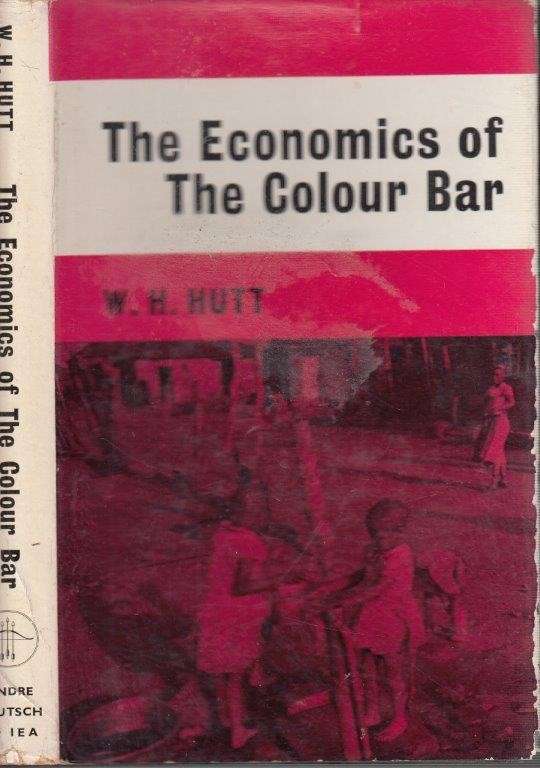 The Economics of
The Colour Bar
W. H. HUTT
W. H. HUTT The Economics of The Colour Bar
NDRE
UTSCH
IEA